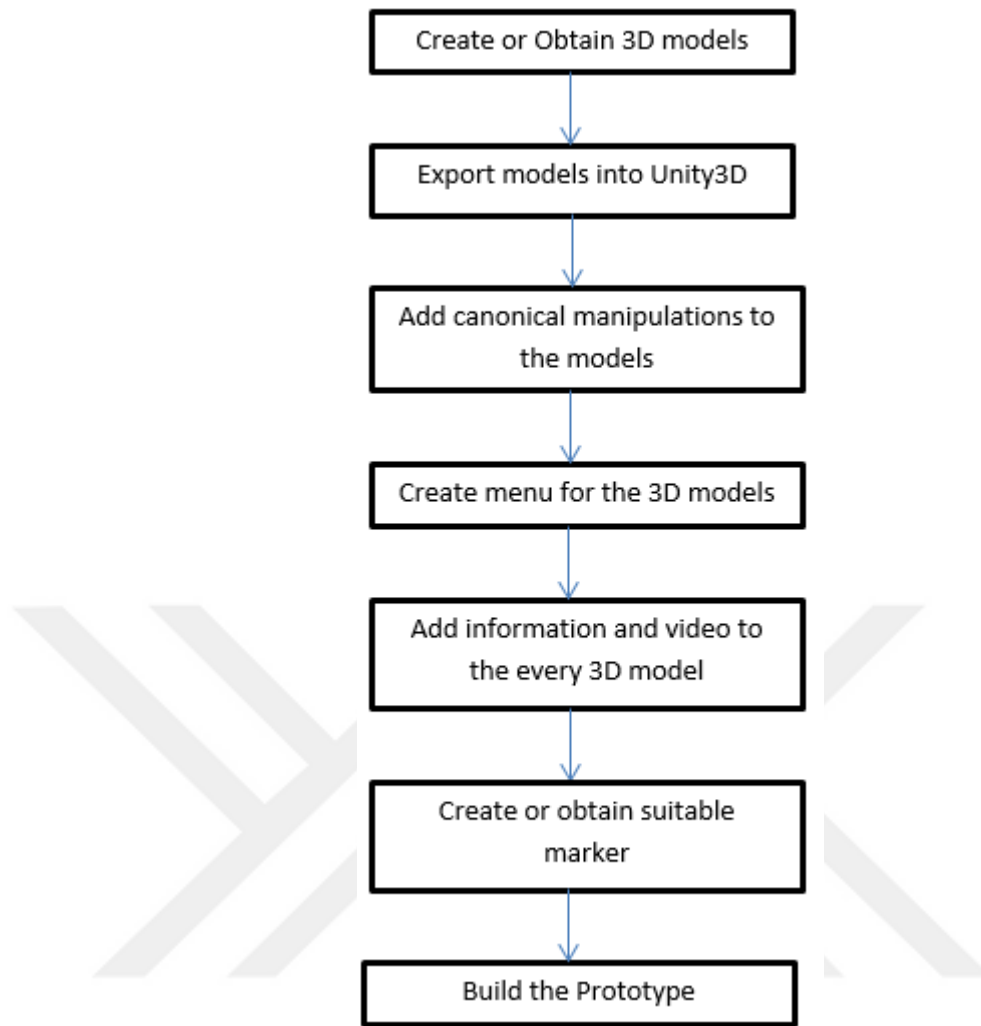 Create or Obtain 3D models
Export models into Unity3D
Add canonical manipulations to
the models
Create menu for the 3D models
Add information and video to
the every 3D model
Create or obtain suitable
marker
Build the Prototype